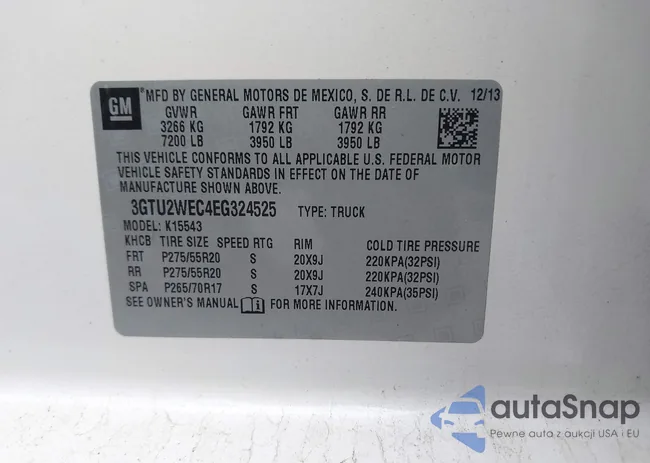 GM ®MFD BY GENERAL MOTORS DE MEXICO, S. DE R.L. DE C.V. 12/13
GVWR GAWR FRT GAWR RR
3266 KG 1792 KG 1792 KG
7200 LB 3950 LB 3950 LB
THIS VEHICLE CONFORMS TO ALL APPLICABLE U.S. FEDERAL MOTOR
VEHICLE SAFETY STANDARDS IN EFFECT ON THE DATE OF
MANUFACTURE SHOWN ABOVE.
3GTU2WEC4EG324525 TYPE: TRUCK
MODEL: K15543
KHCB TIRE SIZE SPEED RTG RIM COLD TIRE PRESSURE
FRT P275/55R20 S 20X9J 220KPA(32PSI)
RR P275/55R20 S 20X9J 220KPA(32PSI)
SPA P265/70R17 S 17X7J 240KPA(35PSI)
SEE OWNER'S MANUAL i FOR MORE INFORMATION.
autaSnap
Pewne auta z aukcji USA i EU